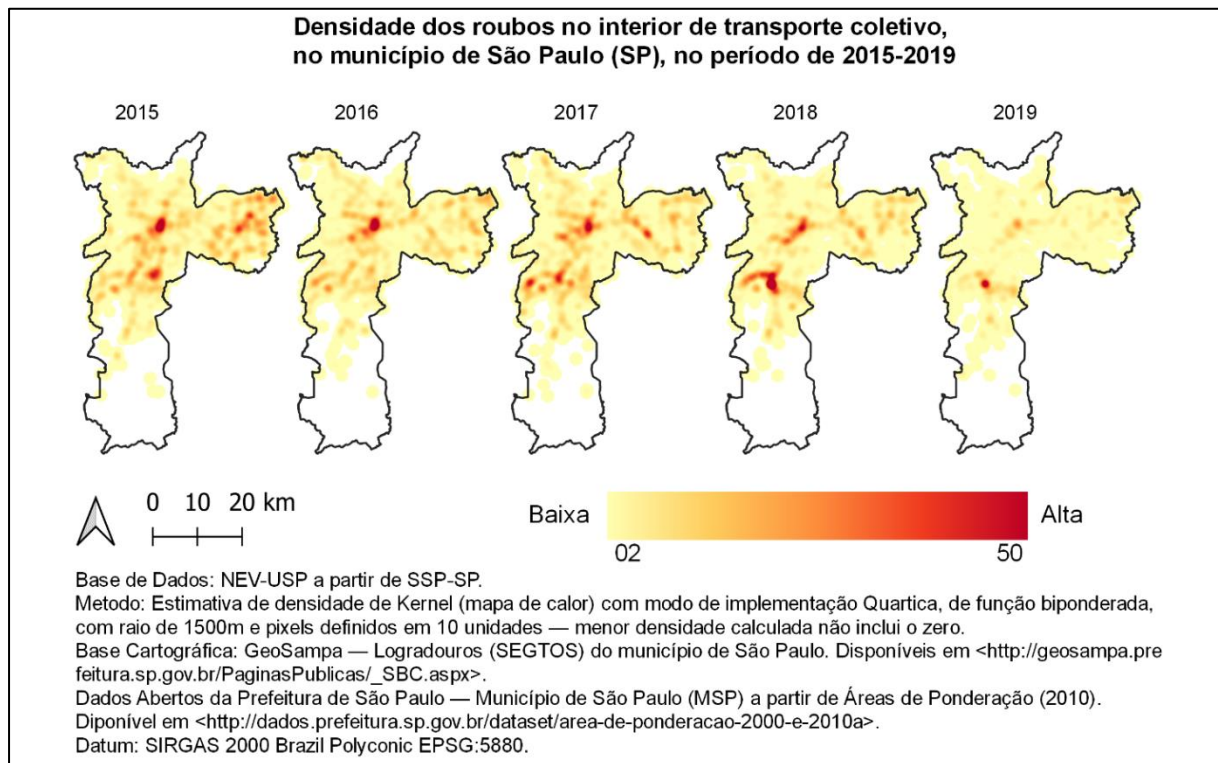 Densidade dos roubos no interior de transporte coletivo,
no município de São Paulo (SP), no período de 2015-2019
2015 2016 2017 2018 2019
0 10 20 km
Baixa Alta
02 50
Base de Dados: NEV-USP a partir de SSP-SP.
Metodo: Estimativa de densidade de Kernel (mapa de calor) com modo de implementação Quartica, de função biponderada,
com raio de 1500m e pixels definidos em 10 unidades — menor densidade calculada não inclui o zero.
Base Cartográfica: GeoSampa — Logradouros (SEGTOS) do município de São Paulo. Disponíveis em <http://geosampa.pre
feitura.sp.gov.br/PaginasPublicas/_SBC.aspx>.
Dados Abertos da Prefeitura de São Paulo — Município de São Paulo (MSP) a partir de Áreas de Ponderação (2010).
Diponível em <http://dados.prefeitura.sp.gov.br/dataset/area-de-ponderacao-2000-e-2010a>.
Datum: SIRGAS 2000 Brazil Polyconic EPSG:5880.